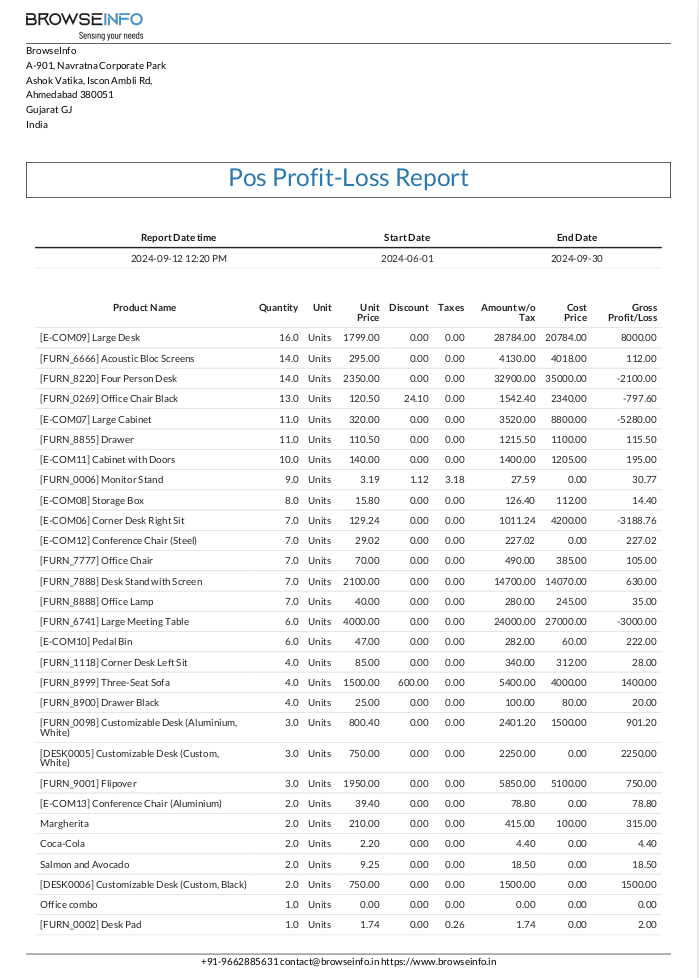 BROWSEINFO
Sensing your needs
BrowseInfo
A-901, Navratna Corporate Park
Ashok Vatika, Iscon Ambli Rd,
Ahmedabad 380051
Gujarat GJ
India
Pos Profit-Loss Report
Report Date time Start Date End Date
2024-09-12 12:20 PM 2024-06-01 2024-09-30
Product Name Quantity Unit Unit Price Discount Taxes Amount w/o Tax Cost Price Gross Profit/Loss
[E-COM09] Large Desk 16.0 Units 1799.00 0.00 0.00 28784.00 20784.00 8000.00
[FURN_6666] Acoustic Bloc Screens 14.0 Units 295.00 0.00 0.00 4130.00 4018.00 112.00
[FURN_8220] Four Person Desk 14.0 Units 2350.00 0.00 0.00 32900.00 35000.00 -2100.00
[FURN_0269] Office Chair Black 13.0 Units 120.50 24.10 0.00 1542.40 2340.00 -797.60
[E-COM07] Large Cabinet 11.0 Units 320.00 0.00 0.00 3520.00 8800.00 -5280.00
[FURN_8855] Drawer 11.0 Units 110.50 0.00 0.00 1215.50 1100.00 115.50
[E-COM11] Cabinet with Doors 10.0 Units 140.00 0.00 0.00 1400.00 1205.00 195.00
[FURN_0006] Monitor Stand 9.0 Units 3.19 1.12 3.18 27.59 0.00 30.77
[E-COM08] Storage Box 8.0 Units 15.80 0.00 0.00 126.40 112.00 14.40
[E-COM06] Corner Desk Right Sit 7.0 Units 129.24 0.00 0.00 1011.24 4200.00 -3188.76
[E-COM12] Conference Chair (Steel) 7.0 Units 29.02 0.00 0.00 227.02 0.00 227.02
[FURN_7777] Office Chair 7.0 Units 70.00 0.00 0.00 490.00 385.00 105.00
[FURN_7888] Desk Stand with Screen 7.0 Units 2100.00 0.00 0.00 14700.00 14070.00 630.00
[FURN_8888] Office Lamp 7.0 Units 40.00 0.00 0.00 280.00 245.00 35.00
[FURN_6741] Large Meeting Table 6.0 Units 4000.00 0.00 0.00 24000.00 27000.00 -3000.00
[E-COM10] Pedal Bin 6.0 Units 47.00 0.00 0.00 282.00 60.00 222.00
[FURN_1118] Corner Desk Left Sit 4.0 Units 85.00 0.00 0.00 340.00 312.00 28.00
[FURN_8999] Three-Seat Sofa 4.0 Units 1500.00 600.00 0.00 5400.00 4000.00 1400.00
[FURN_8900] Drawer Black 4.0 Units 25.00 0.00 0.00 100.00 80.00 20.00
[FURN_0098] Customizable Desk (Aluminium, White) 3.0 Units 800.40 0.00 0.00 2401.20 1500.00 901.20
[DESK0005] Customizable Desk (Custom, White) 3.0 Units 750.00 0.00 0.00 2250.00 0.00 2250.00
[FURN_9001] Flipover 3.0 Units 1950.00 0.00 0.00 5850.00 5100.00 750.00
[E-COM13] Conference Chair (Aluminium) 2.0 Units 39.40 0.00 0.00 78.80 0.00 78.80
Margherita 2.0 Units 210.00 0.00 0.00 415.00 100.00 315.00
Coca-Cola 2.0 Units 2.20 0.00 0.00 4.40 0.00 4.40
Salmon and Avocado 2.0 Units 9.25 0.00 0.00 18.50 0.00 18.50
[DESK0006] Customizable Desk (Custom, Black) 2.0 Units 750.00 0.00 0.00 1500.00 0.00 1500.00
Office combo 1.0 Units 0.00 0.00 0.00 0.00 0.00 0.00
[FURN_0002] Desk Pad 1.0 Units 1.74 0.00 0.26 1.74 0.00 2.00
+91-9662885631 contact@browseinfo.in https://www.browseinfo.in